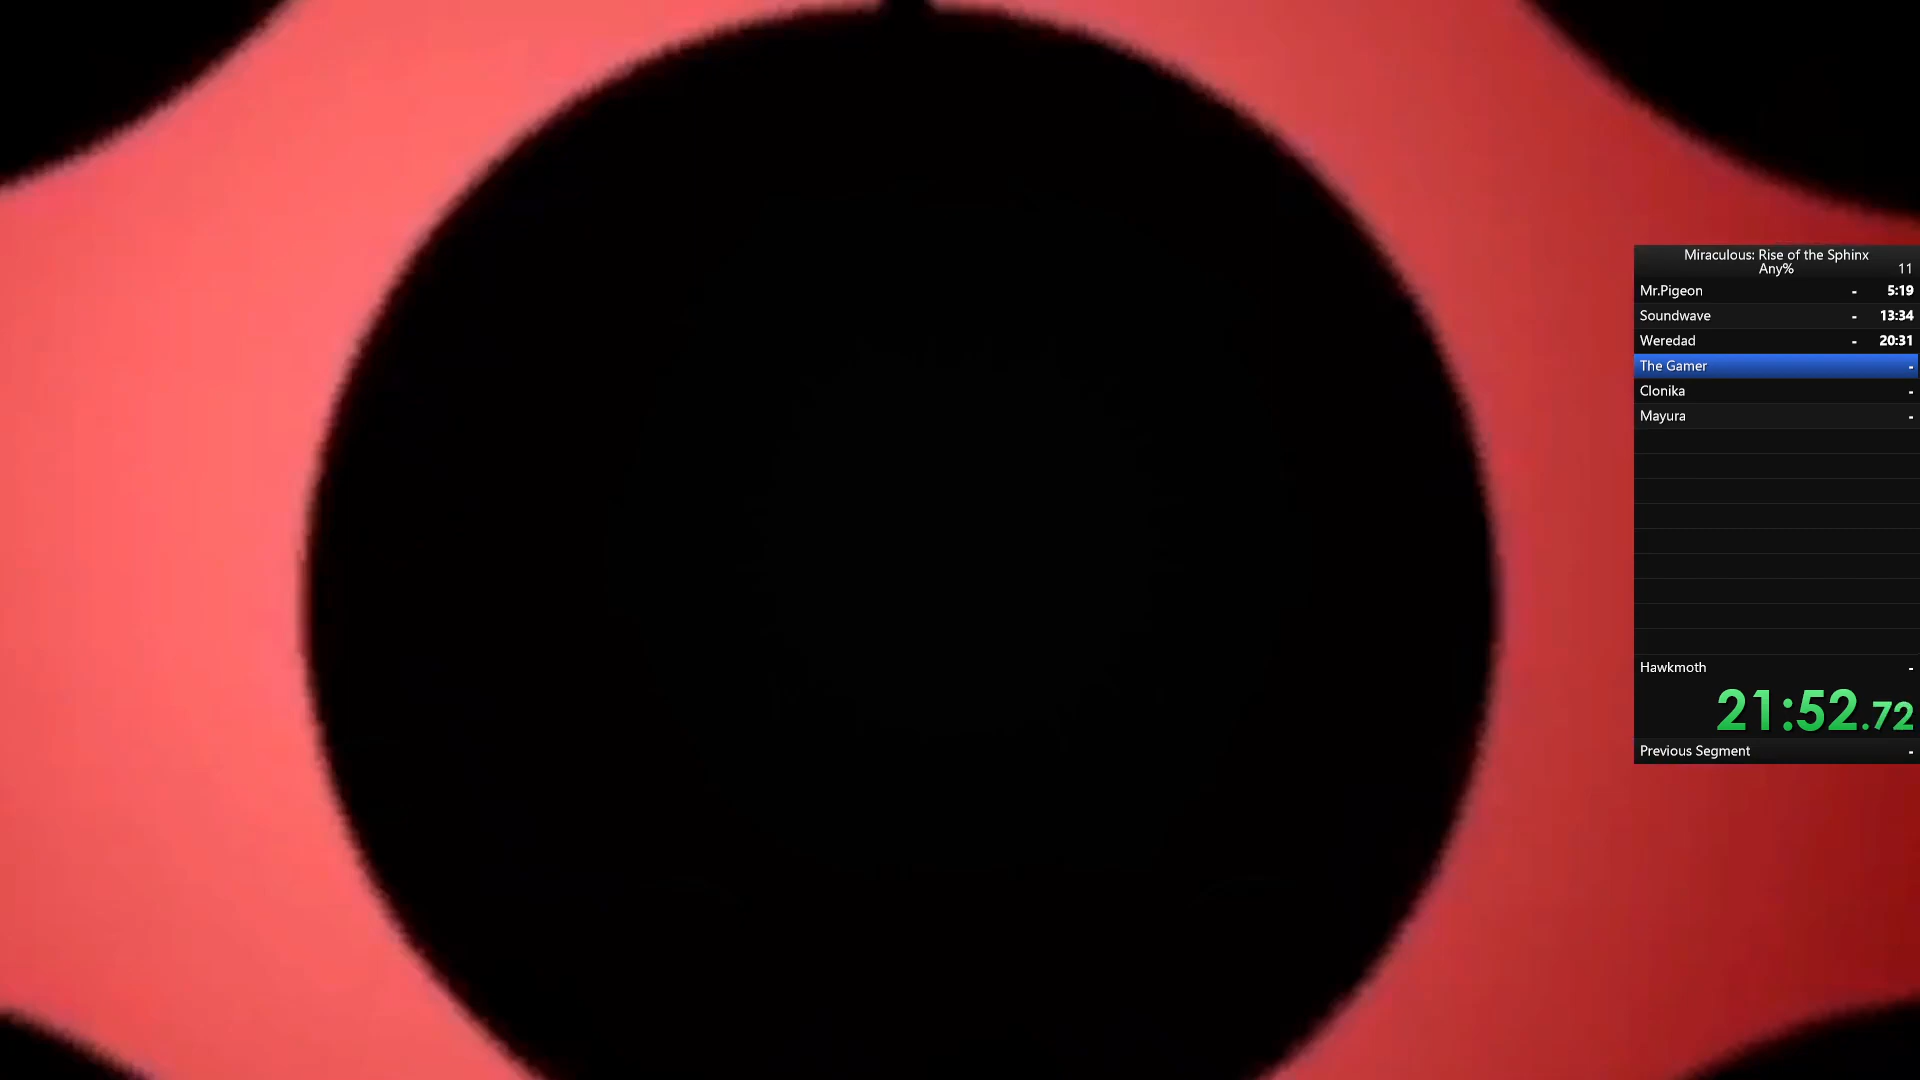 Miraculous: Rise of the Sphinx
Any% 11
Mr.Pigeon - 5:19
Soundwave - 13:34
Weredad - 20:31
The Gamer -
Clonika -
Mayura -
Hawkmoth -
21:52.72
Previous Segment -